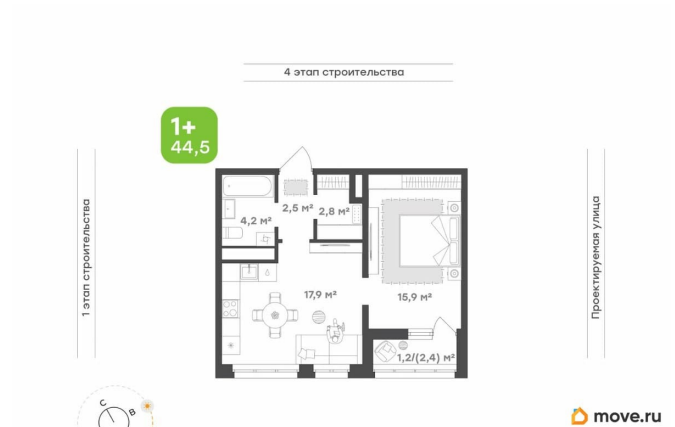 4 этап строительства
1+
44,5
1 этап строительства
Проектируемая улица
2,5 м²
2,8 м²
4,2 м²
17,9 м²
15,9 м²
1,2/(2,4) м²
С
В
move.ru